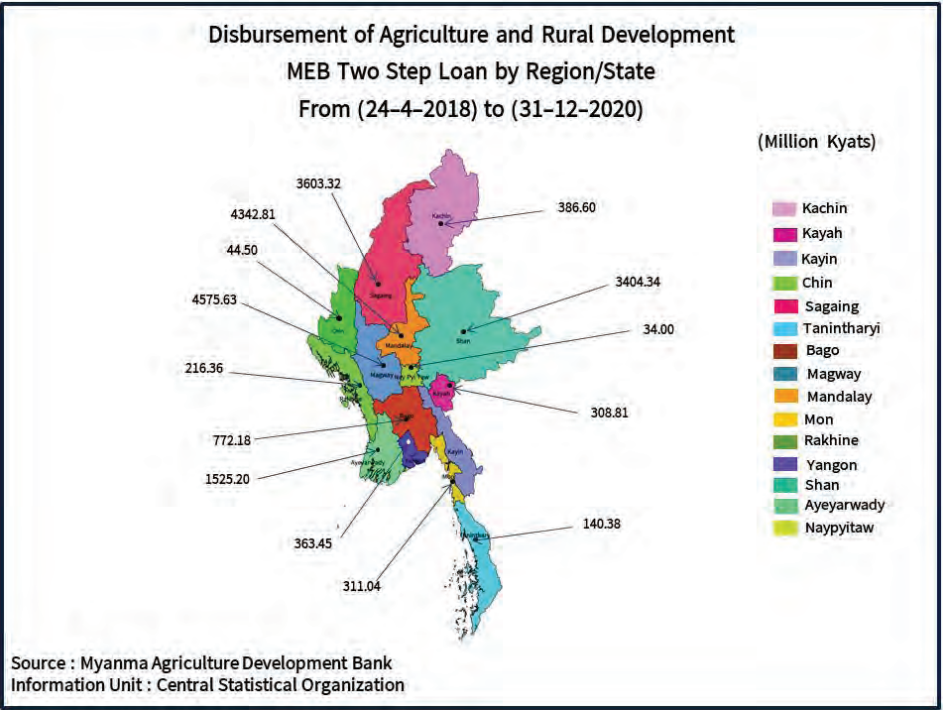 Disbursement of Agriculture and Rural Development
MEB Two Step Loan by Region/State
From (24-4-2018) to (31-12-2020)
(Million Kyats)
3603.32
4342.81
44.50
4575.63
216.36
772.18
1525.20
363.45
311.04
386.60
3404.34
34.00
308.81
140.38
Kachin
Sagaing
Chin
Mandalay
Shan
Magway
Nay Pyi Taw
Kayah
Rakhine
Ayeyarwady
Kayin
Kachin
Kayah
Kayin
Chin
Sagaing
Tanintharyi
Bago
Magway
Mandalay
Mon
Rakhine
Yangon
Shan
Ayeyarwady
Naypyitaw
Source : Myanma Agriculture Development Bank
Information Unit : Central Statistical Organization